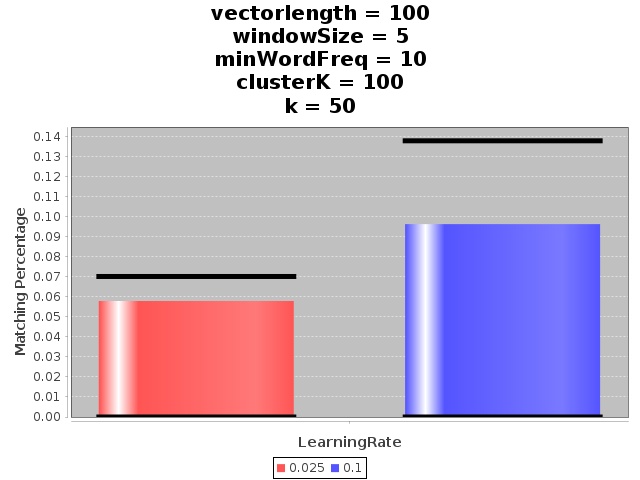 vectorlength = 100
windowSize = 5
minWordFreq = 10
clusterK = 100
k = 50
0.14
0.13
0.12
0.11
0.10
0.09
0.08
0.07
0.06
0.05
0.04
0.03
0.02
0.01
0.00
Matching Percentage
LearningRate
0.025 0.1